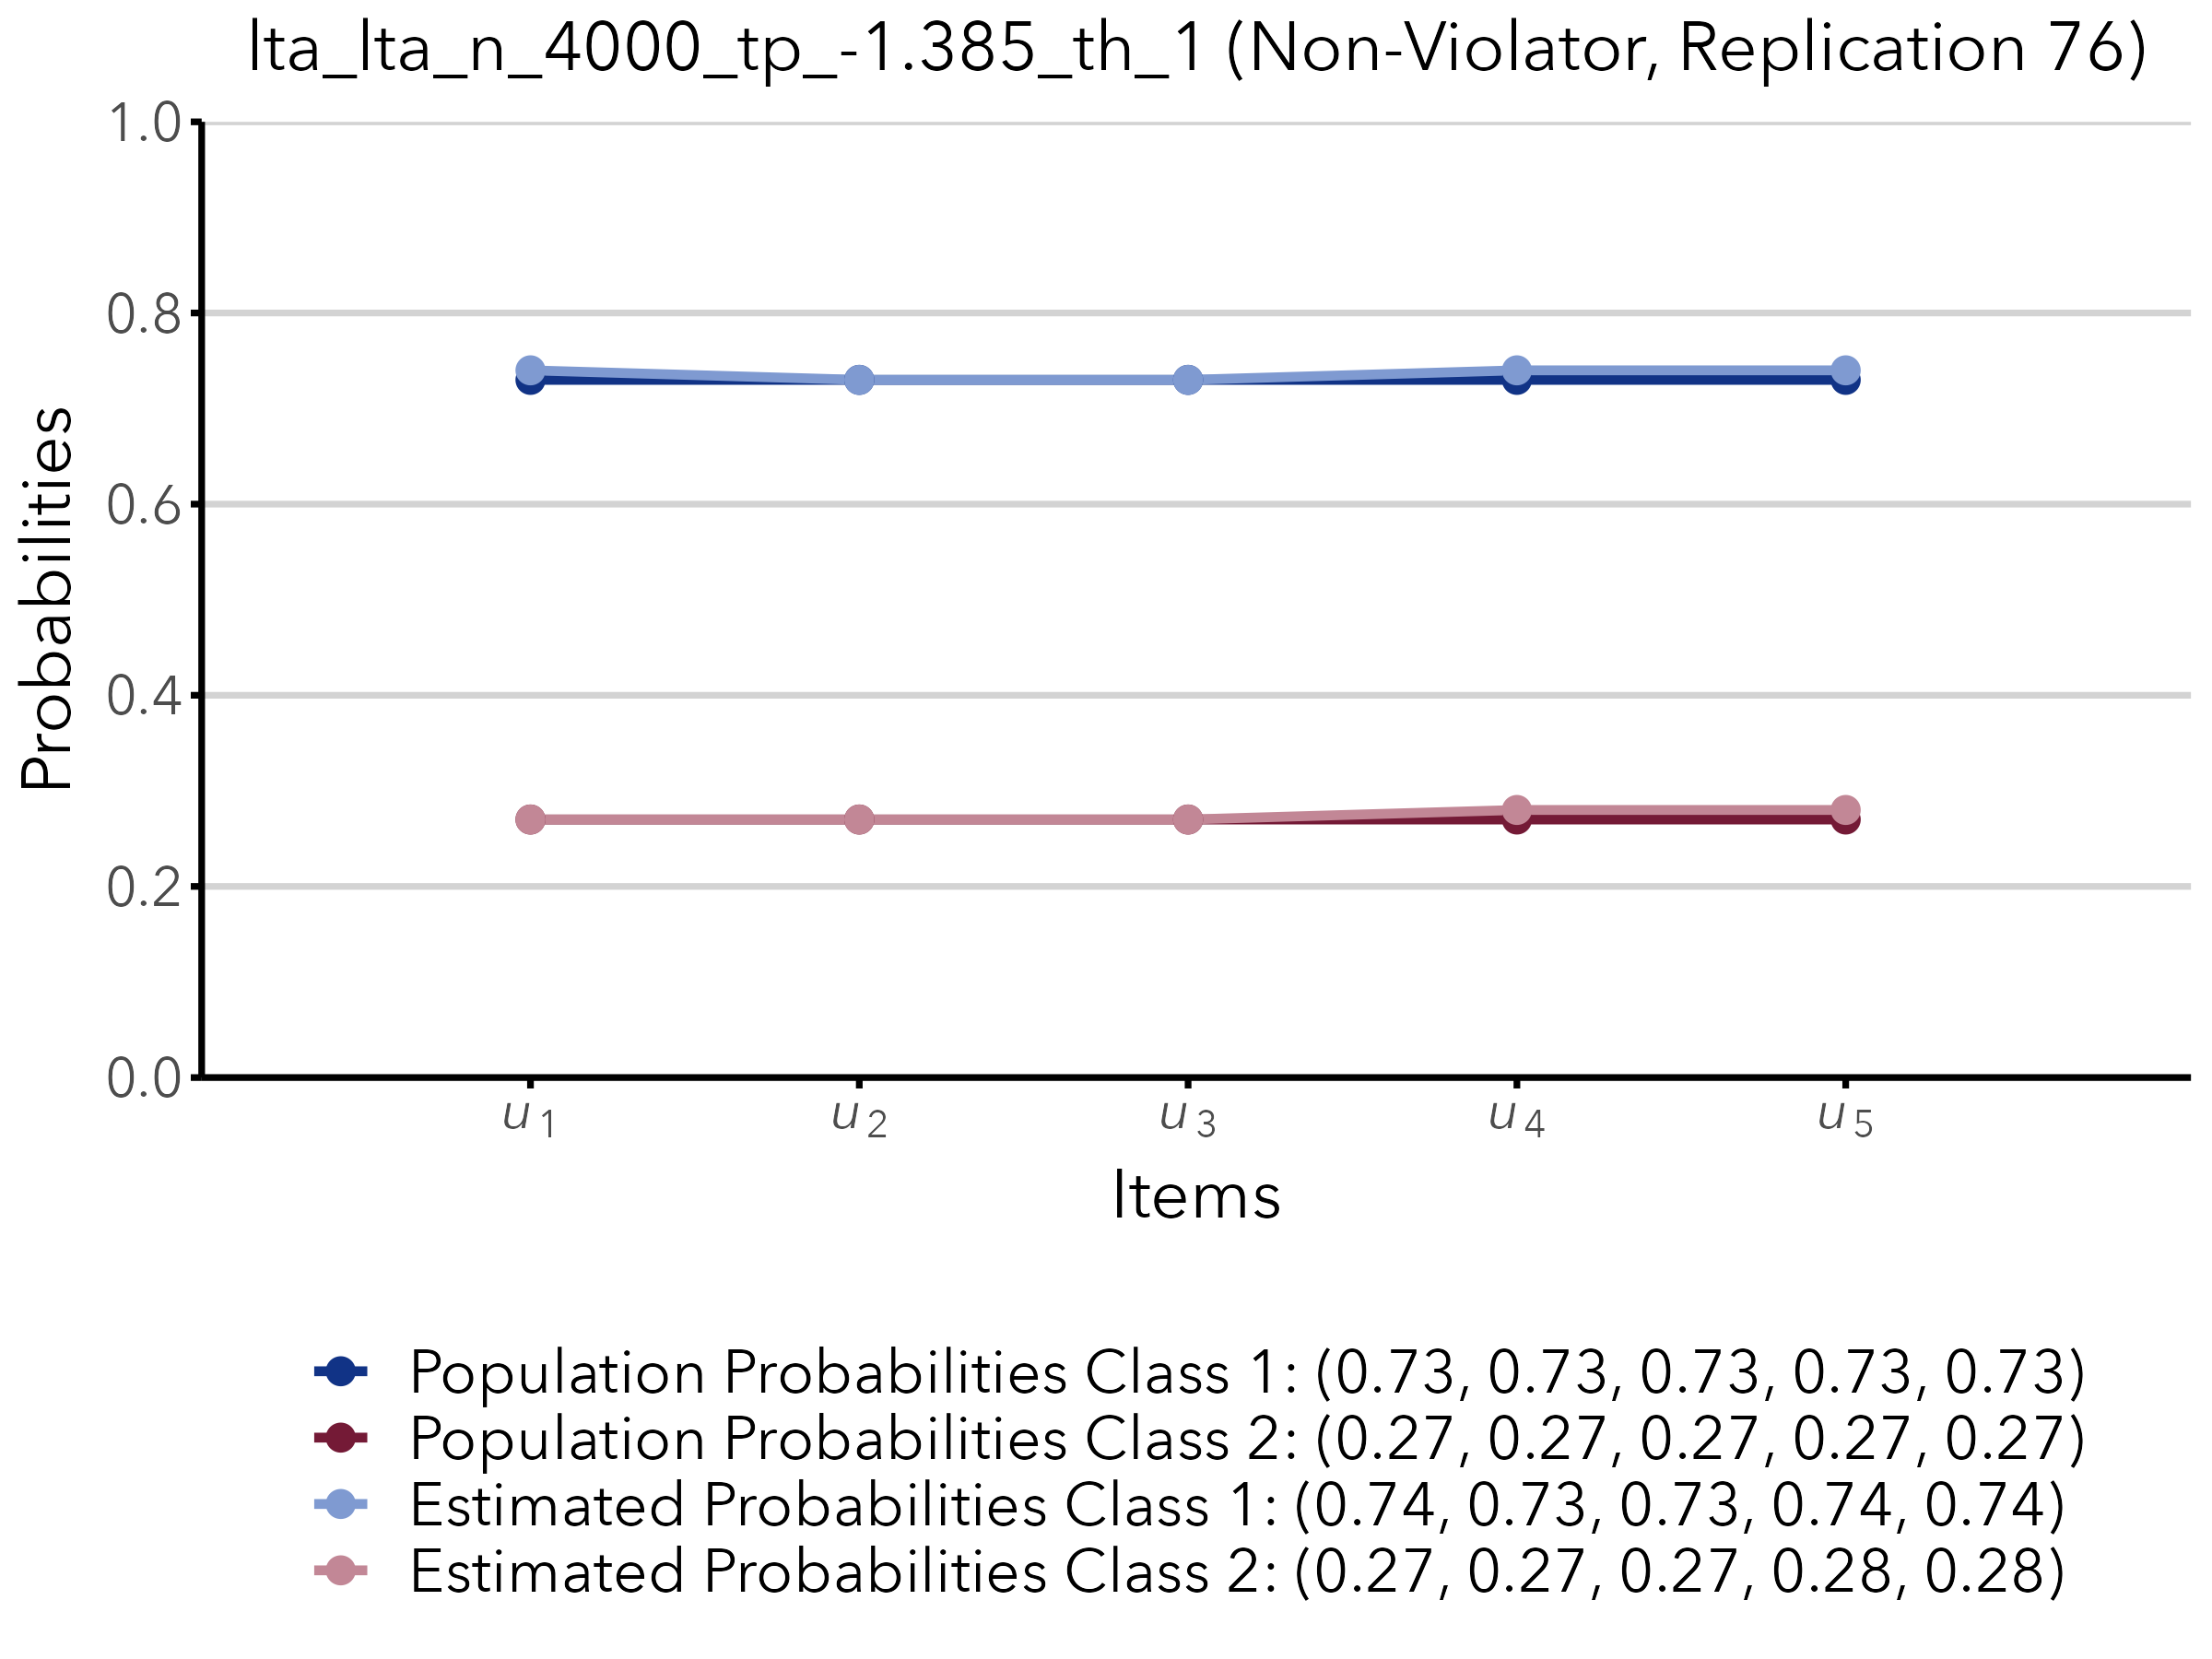 lta_lta_n_4000_tp_-1.385_th_1 (Non-Violator, Replication 76)
1.0
0.8
0.6
0.4
0.2
0.0
Probabilities
u1 u2 u3 u4 u5
Items
Population Probabilities Class 1: (0.73, 0.73, 0.73, 0.73, 0.73)
Population Probabilities Class 2: (0.27, 0.27, 0.27, 0.27, 0.27)
Estimated Probabilities Class 1: (0.74, 0.73, 0.73, 0.74, 0.74)
Estimated Probabilities Class 2: (0.27, 0.27, 0.27, 0.28, 0.28)